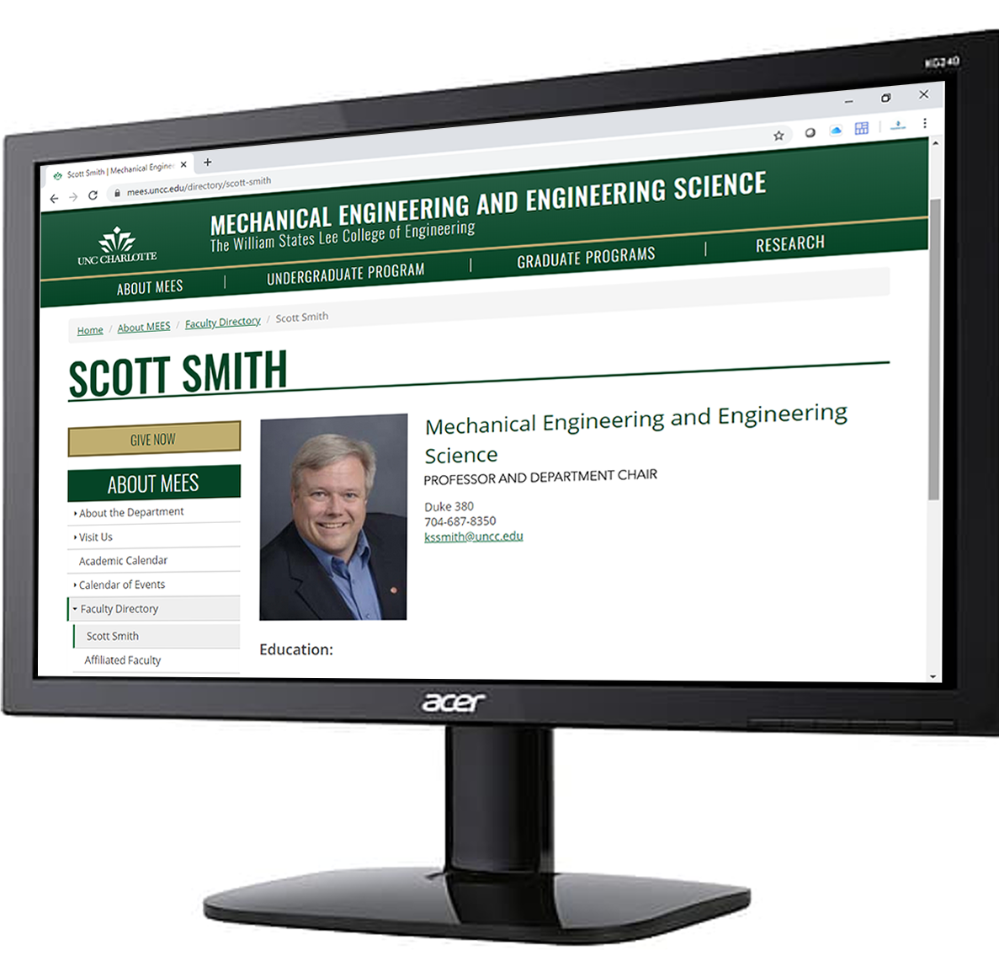 KG240
Scott Smith | Mechanical Enginee
mees.uncc.edu/directory/scott-smith
UNC CHARLOTTE
MECHANICAL ENGINEERING AND ENGINEERING SCIENCE
The William States Lee College of Engineering
ABOUT MEES | UNDERGRADUATE PROGRAM | GRADUATE PROGRAMS | RESEARCH
Home / About MEES / Faculty Directory / Scott Smith
SCOTT SMITH
GIVE NOW
ABOUT MEES
About the Department
Visit Us
Academic Calendar
Calendar of Events
Faculty Directory
Scott Smith
Affiliated Faculty
Mechanical Engineering and Engineering
Science
PROFESSOR AND DEPARTMENT CHAIR
Duke 380
704-687-8350
kssmith@uncc.edu
Education:
acer